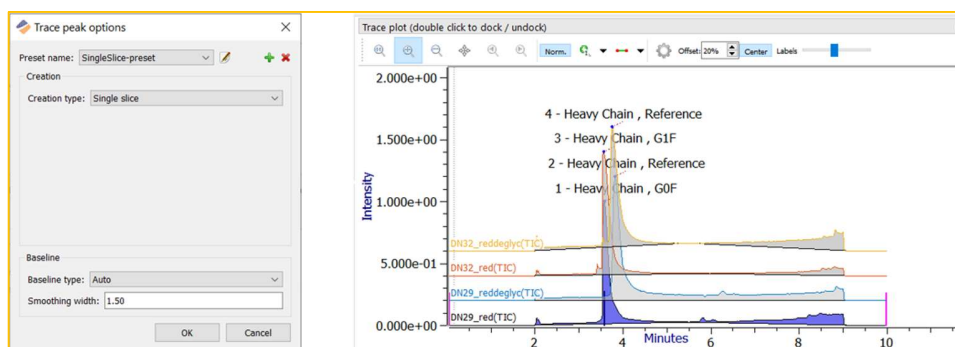 Trace peak options
Preset name: SingleSlice-preset
Creation
Creation type: Single slice
Baseline
Baseline type: Auto
Smoothing width: 1.50
OK Cancel
Trace plot (double click to dock / undock)
Norm. Offset: 20% Center Labels
2.000e+00
4 - Heavy Chain , Reference
1.500e+00
3 - Heavy Chain , G1F
2 - Heavy Chain , Reference
1 - Heavy Chain , G0F
Intensity
DN32_reddeglyc(TIC)
5.000e-01
DN32_red(TIC)
DN29_reddeglyc(TIC)
DN29_red(TIC)
0.000e+00
2 4 6 8 10
Minutes